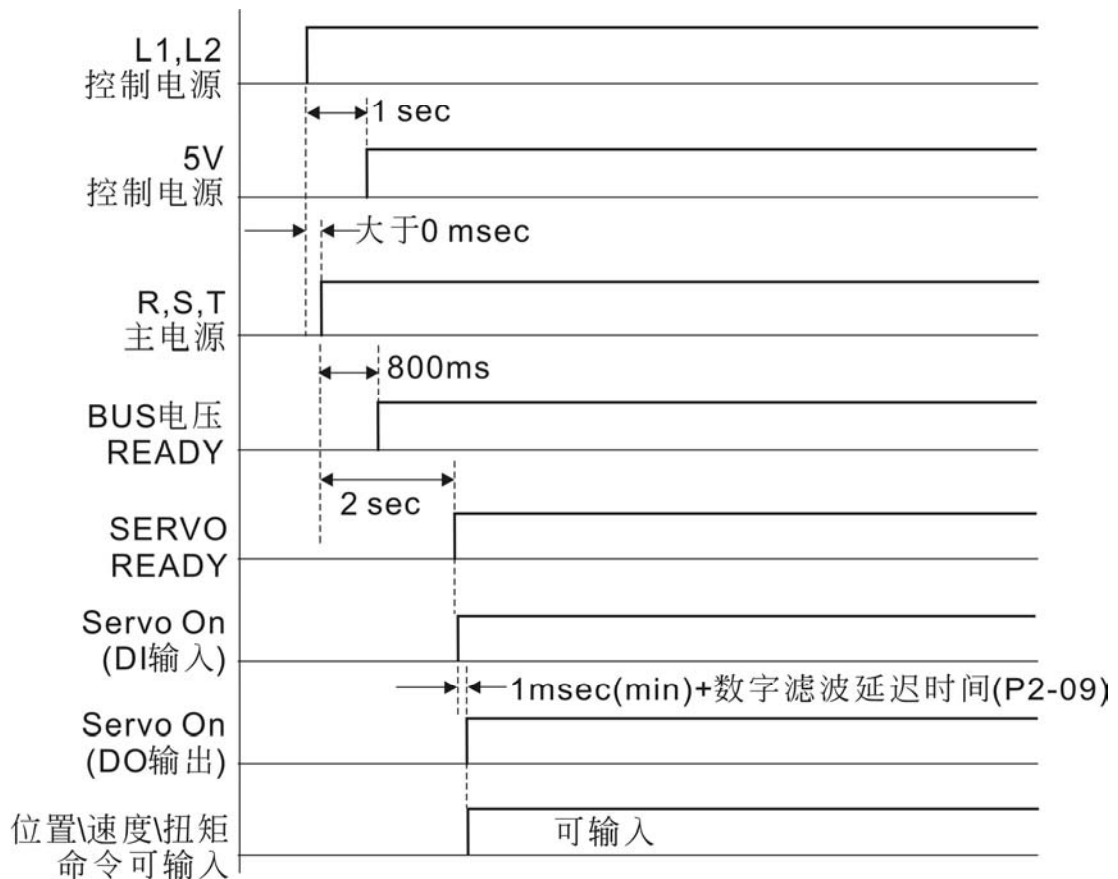 L1,L2
控制电源
1 sec
5V
控制电源
大于0 msec
R,S,T
主电源
800ms
BUS电压
READY
2 sec
SERVO
READY
Servo On
(DI输入)
1msec(min)+数字滤波延迟时间(P2-09)
Servo On
(DO输出)
位置\速度\扭矩
命令可输入
可输入